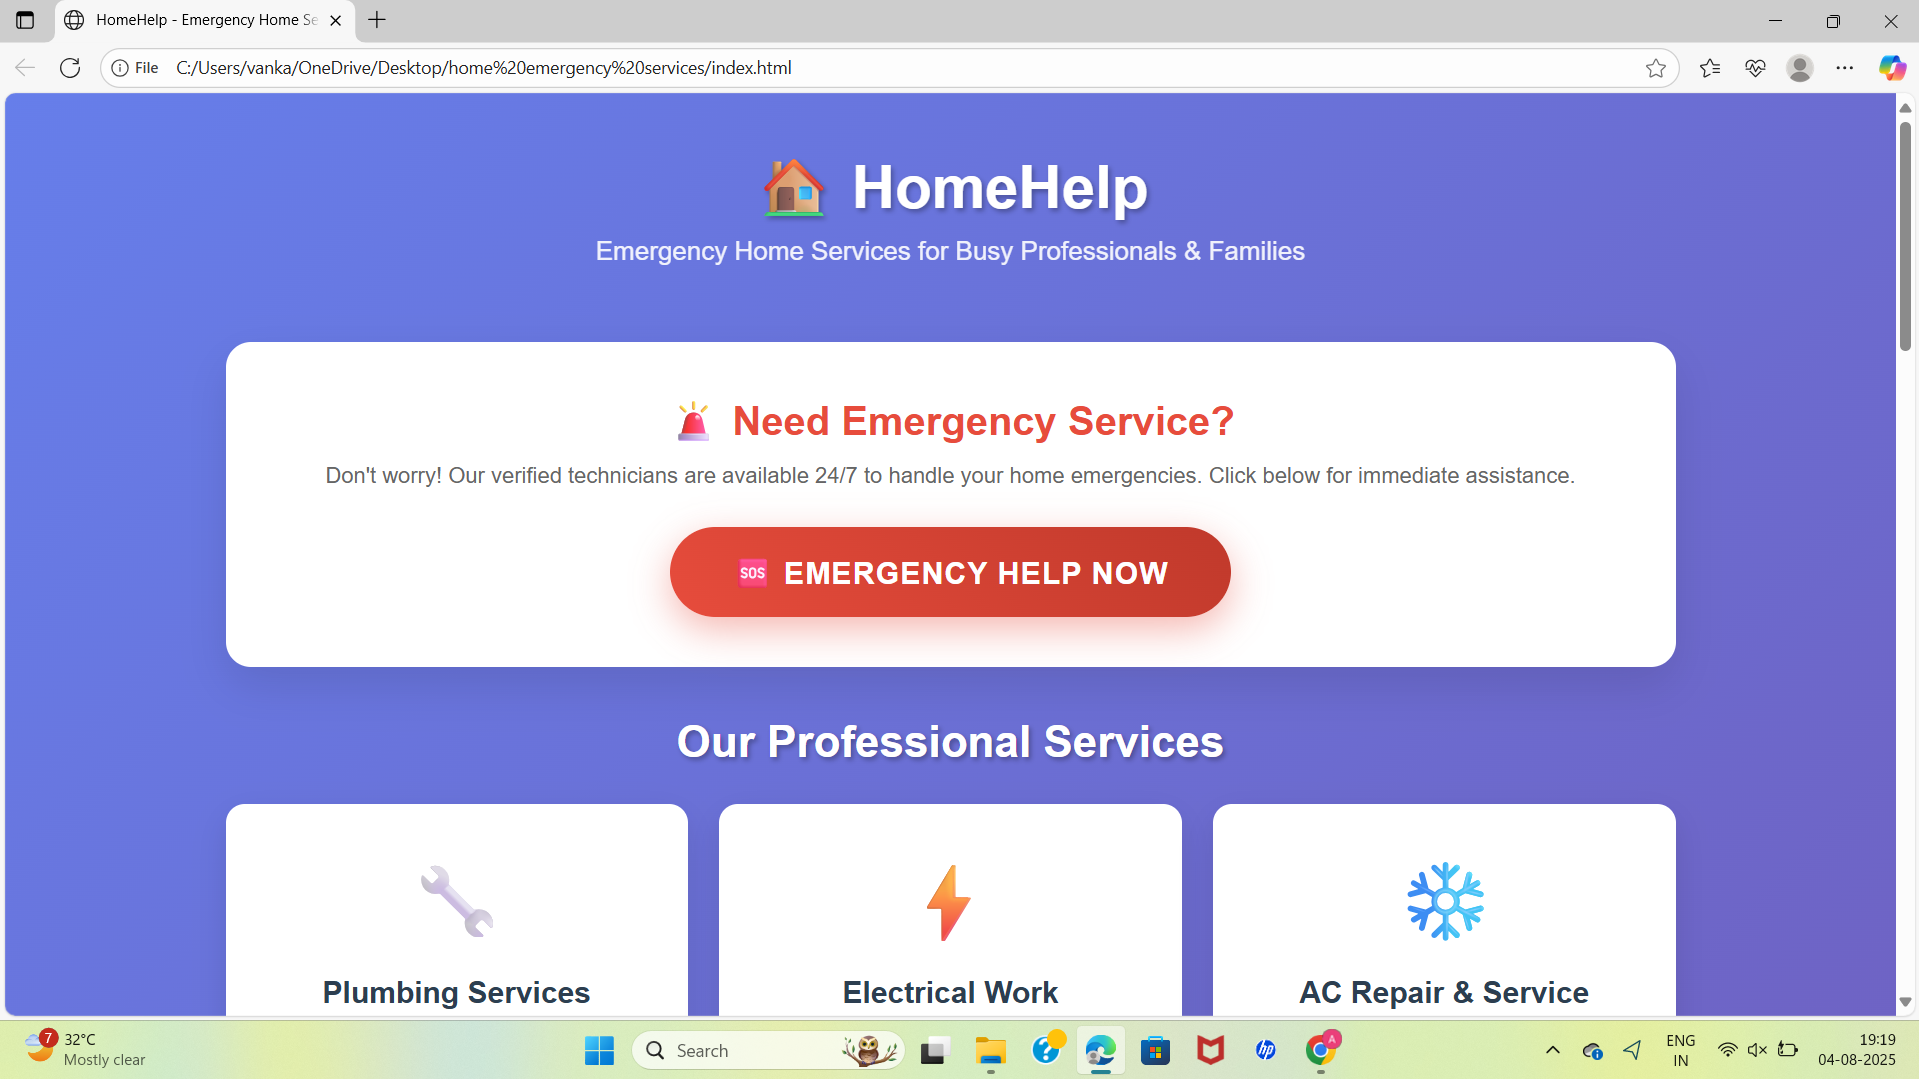 HomeHelp - Emergency Home Se
File C:/Users/vanka/OneDrive/Desktop/home%20emergency%20services/index.html
HomeHelp
Emergency Home Services for Busy Professionals & Families
Need Emergency Service?
Don't worry! Our verified technicians are available 24/7 to handle your home emergencies. Click below for immediate assistance.
SOS EMERGENCY HELP NOW
Our Professional Services
Plumbing Services
Electrical Work
AC Repair & Service
7
32°C
Mostly clear
Search
?
hp
A
ENG
IN
19:19
04-08-2025